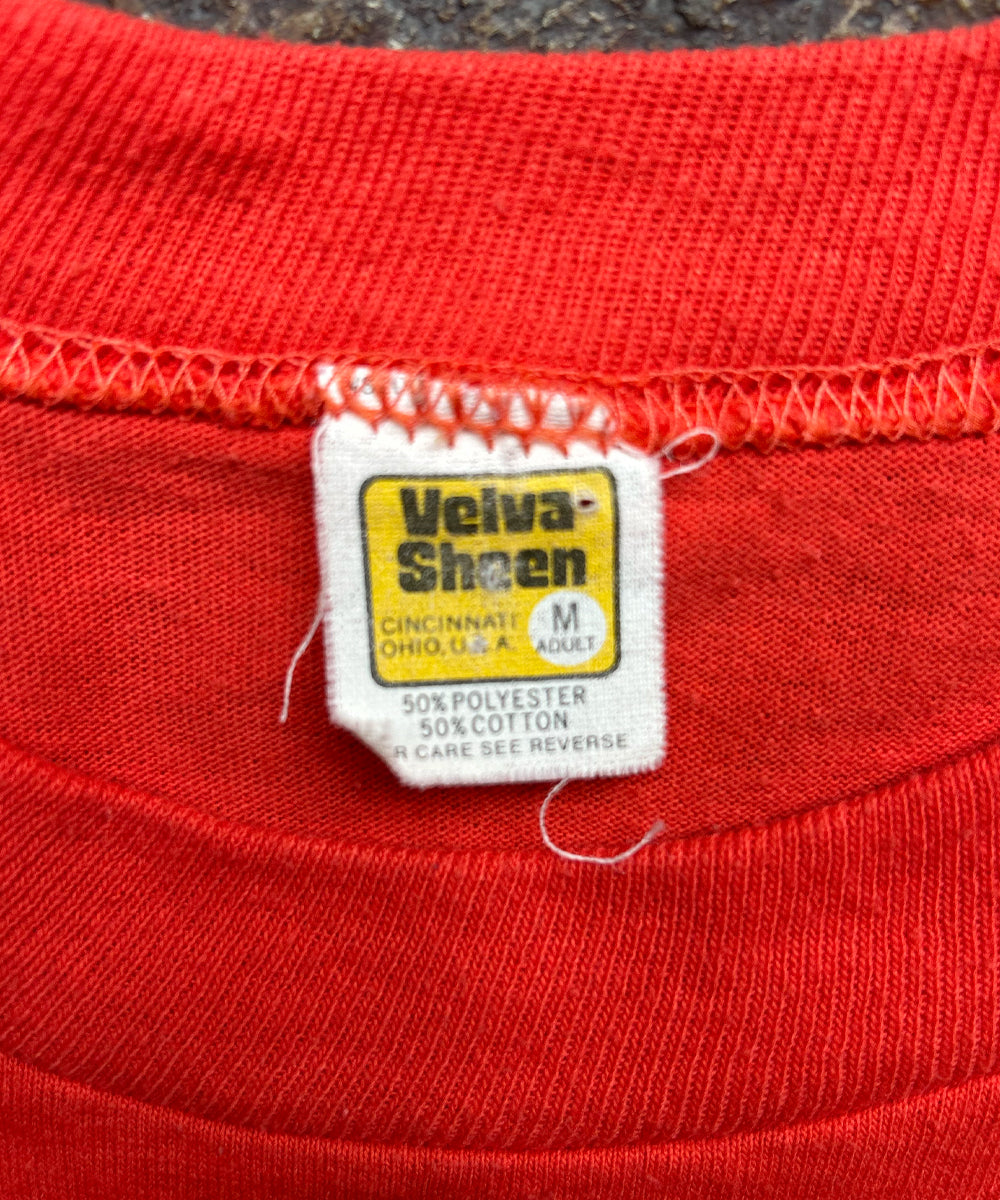 Velva
Sheen
CINCINNATI
OHIO, U.S.A.
M
ADULT
50% POLYESTER
50% COTTON
R CARE SEE REVERSE